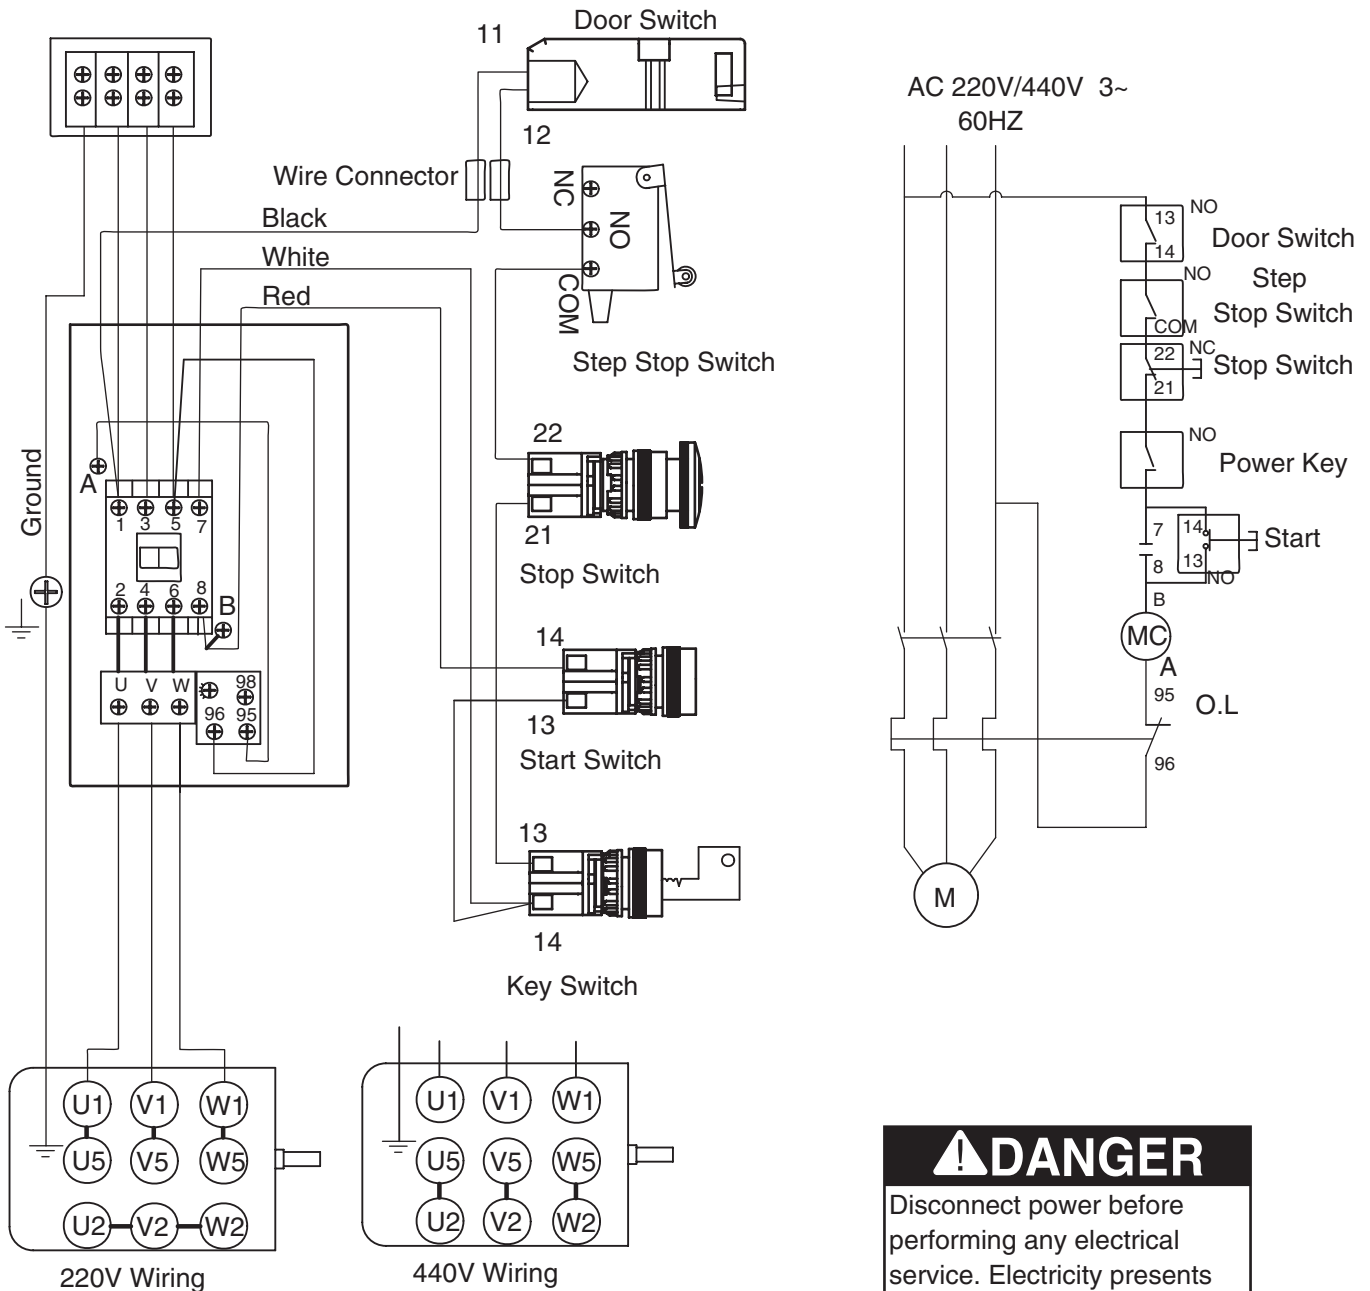 Door Switch
11
12
Wire Connector
Black
White
Red
NC
NO
COM
Step Stop Switch
Ground
A
1 3 5 7
2 4 6 8
B
U V W
98
96 95
22
21
Stop Switch
14
13
Start Switch
13
14
Key Switch
U1 V1 W1
U5 V5 W5
U2 V2 W2
220V Wiring
U1 V1 W1
U5 V5 W5
U2 V2 W2
440V Wiring
AC 220V/440V 3~
60HZ
NO
13
14
Door Switch
NO
COM
Step
Stop Switch
22
NC
21
Stop Switch
NO
Power Key
7
8
14
13
NO
Start
B
MC
A
95
O.L
96
M
DANGER
Disconnect power before
performing any electrical
service. Electricity presents